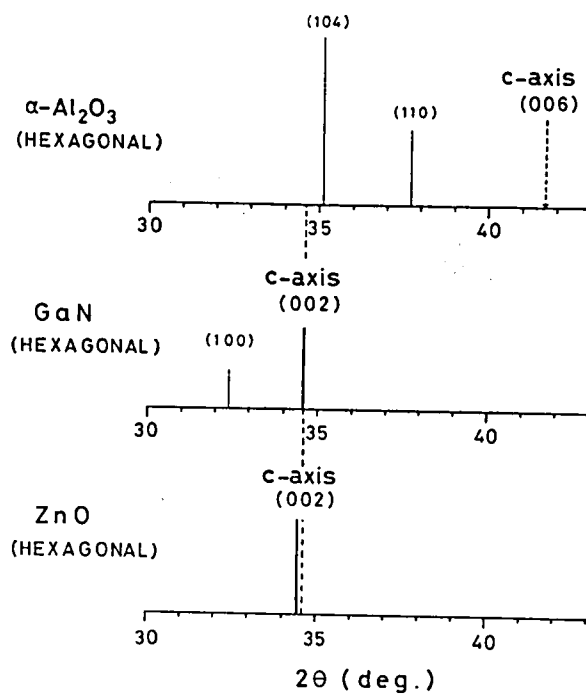 (104)
c-axis
(006)
α-Al₂O₃
(HEXAGONAL)
(110)
30 35 40
c-axis
(002)
GaN
(HEXAGONAL)
(100)
30 35 40
c-axis
(002)
ZnO
(HEXAGONAL)
30 35 40
2θ (deg.)